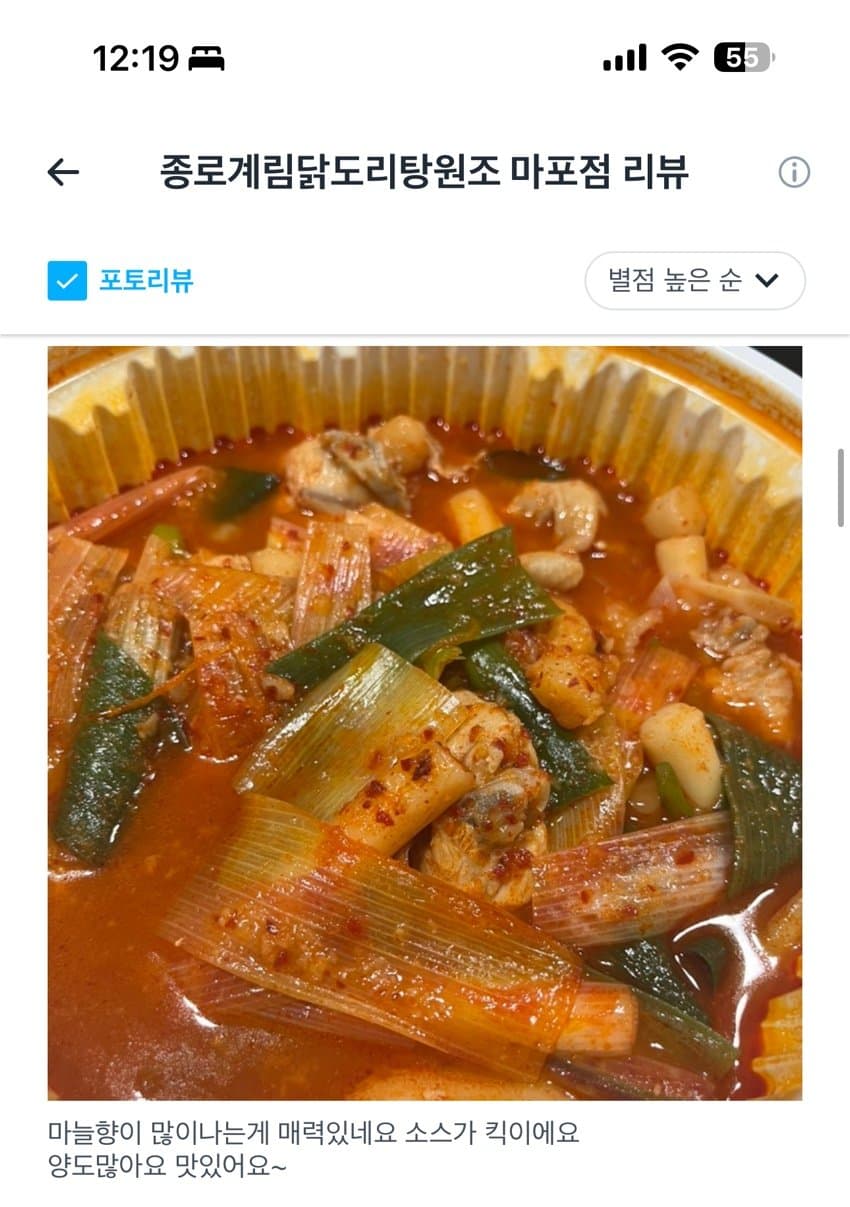 12:19
55
종로계림닭도리탕원조 마포점 리뷰
포토리뷰
별점 높은 순
마늘향이 많이나는게 매력있네요 소스가 킥이에요
양도많아요 맛있어요~